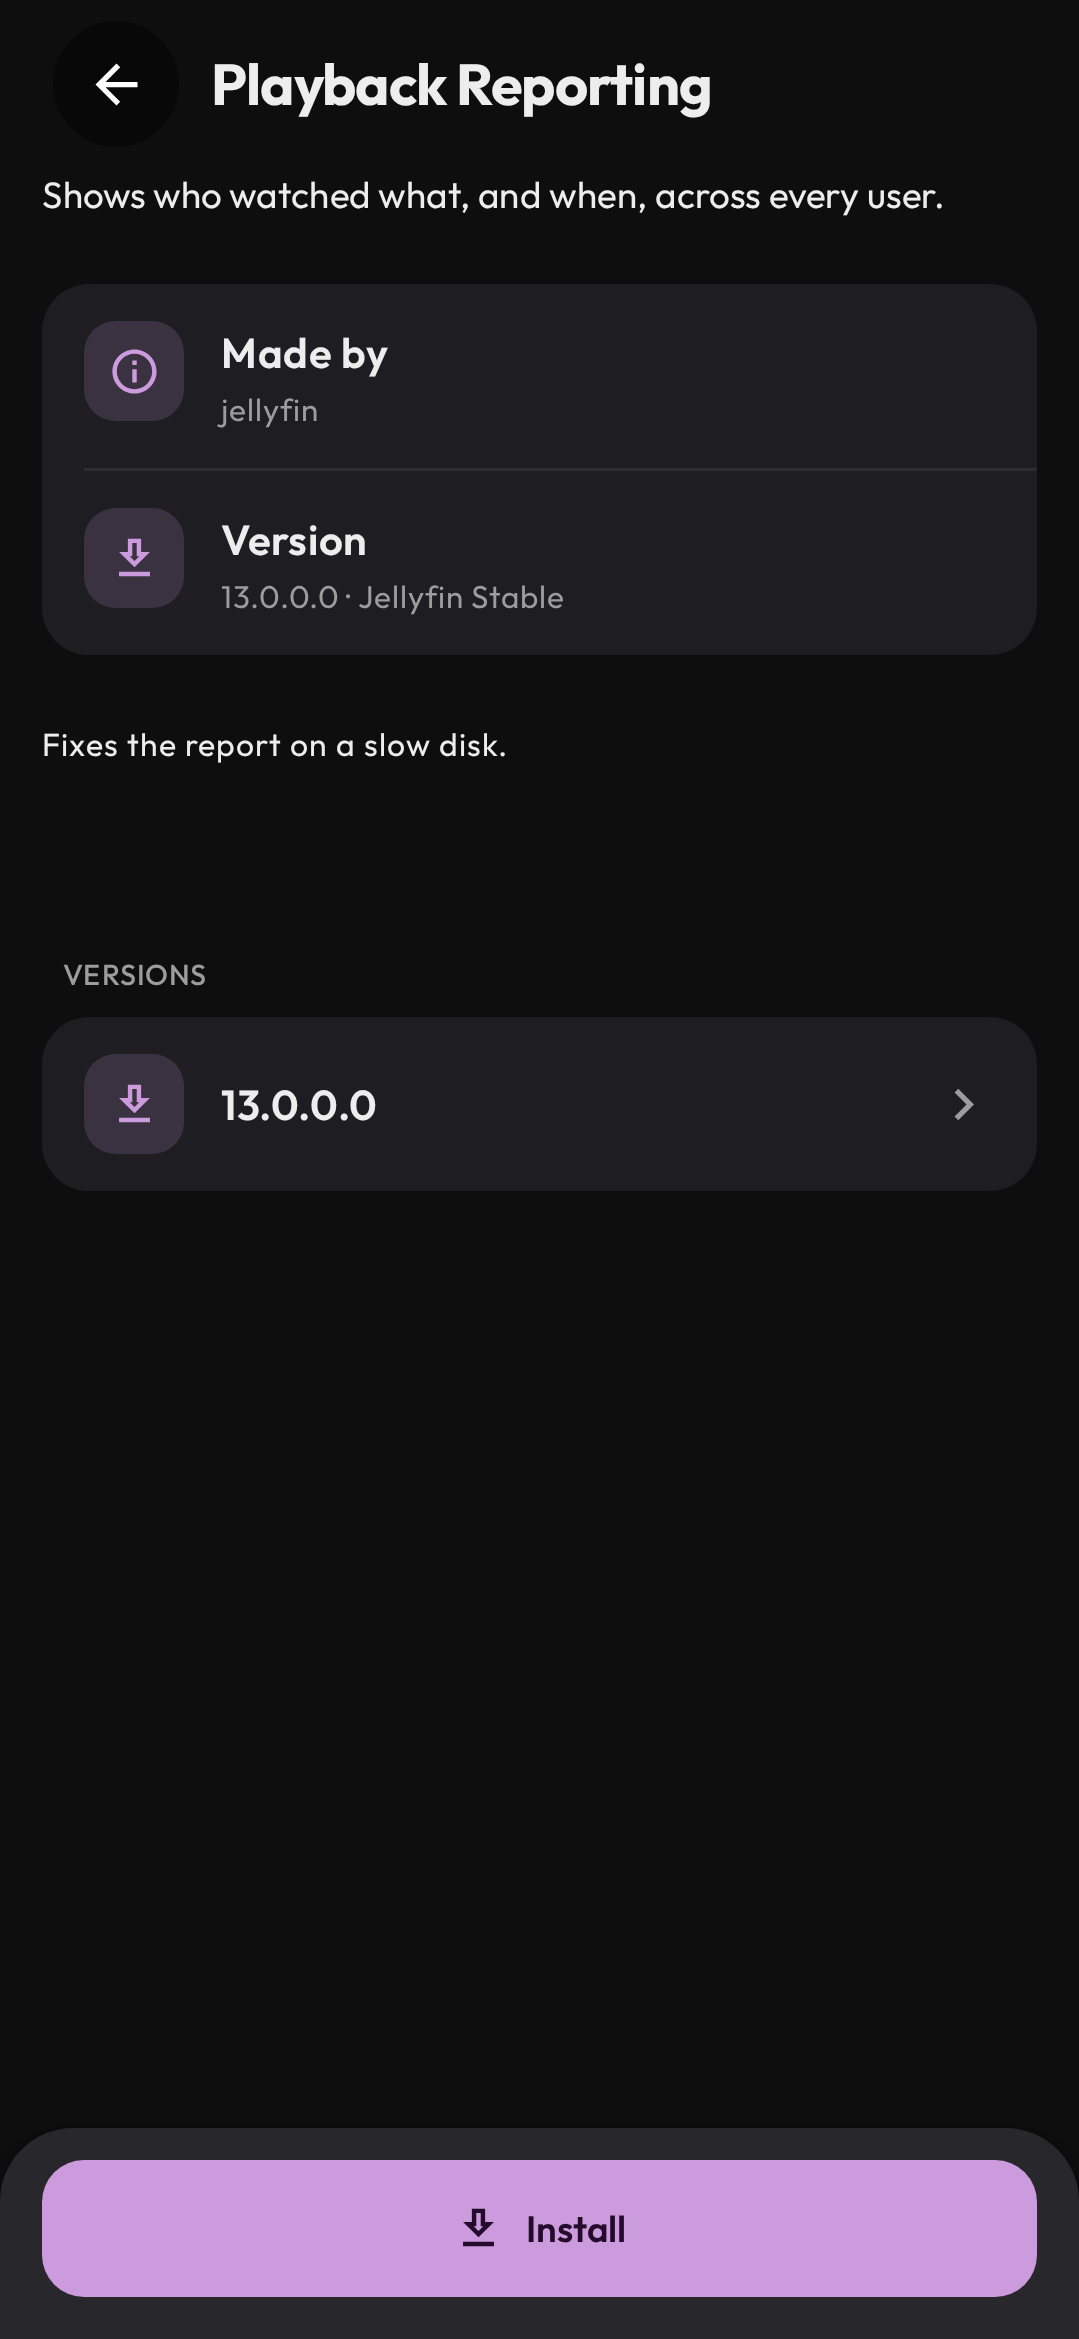 Playback Reporting
Shows who watched what, and when, across every user.
Made by
jellyfin
Version
13.0.0.0 · Jellyfin Stable
Fixes the report on a slow disk.
VERSIONS
13.0.0.0
Install